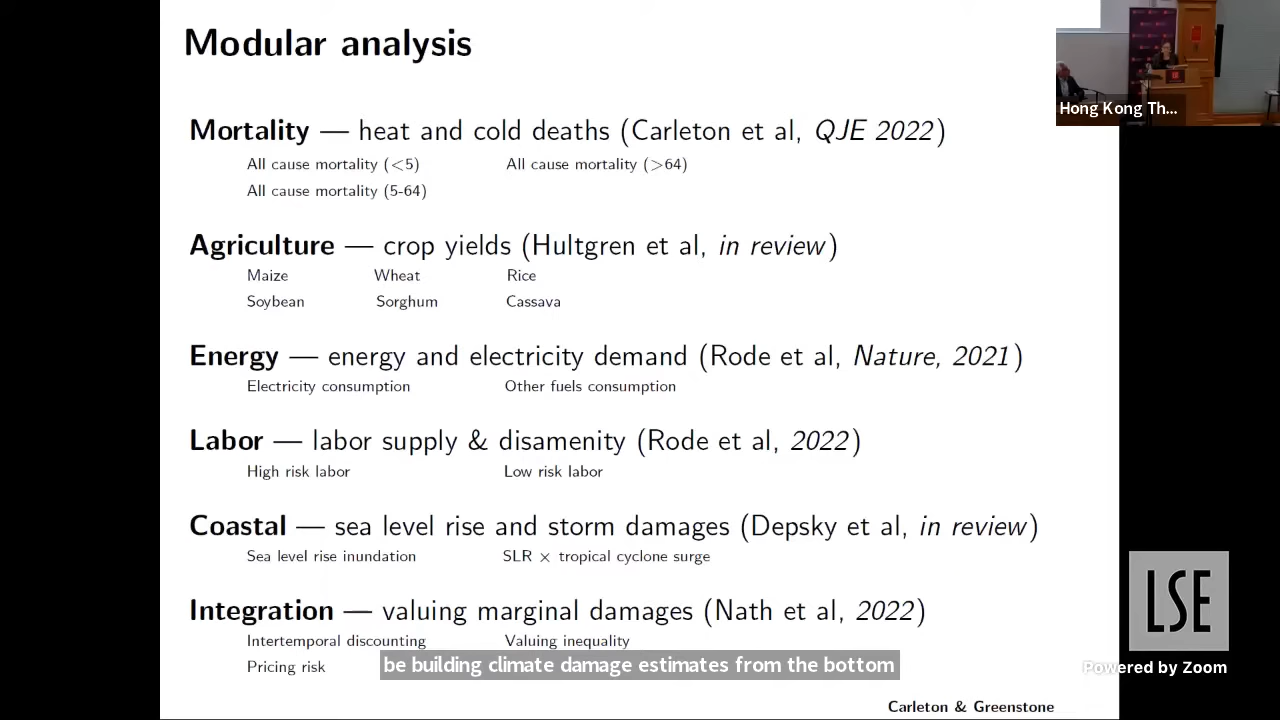 Modular analysis
Mortality — heat and cold deaths (Carleton et al, QJE 2022)
All cause mortality (<5) All cause mortality (>64)
All cause mortality (5-64)
Agriculture — crop yields (Hultgren et al, in review)
Maize Wheat Rice
Soybean Sorghum Cassava
Energy — energy and electricity demand (Rode et al, Nature, 2021)
Electricity consumption Other fuels consumption
Labor — labor supply & disamenity (Rode et al, 2022)
High risk labor Low risk labor
Coastal — sea level rise and storm damages (Depsky et al, in review)
Sea level rise inundation SLR × tropical cyclone surge
Integration — valuing marginal damages (Nath et al, 2022)
Intertemporal discounting Valuing inequality
Pricing risk
be building climate damage estimates from the bottom
Carleton & Greenstone
Hong Kong Th...
LSE
Powered by Zoom